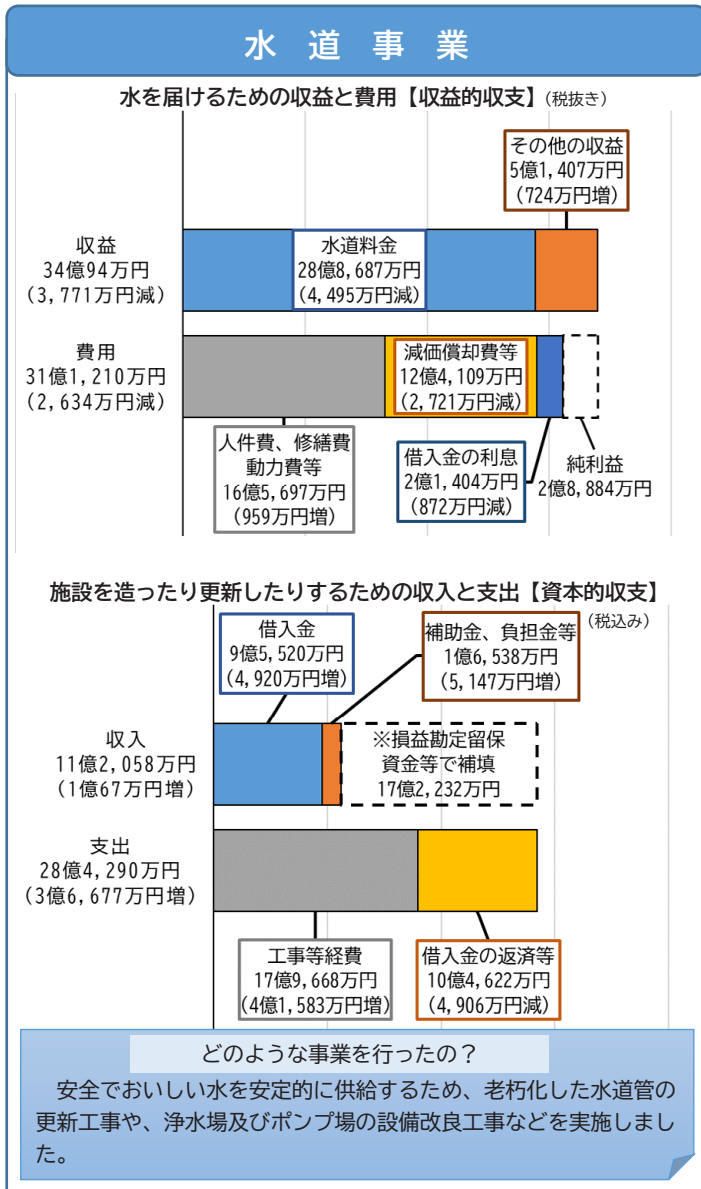 水道事業
水を届けるための収益と費用【収益的収支】(税抜き)
その他の収益
5億1,407万円
(724万円増)
収益
34億94万円
(3,771万円減)
水道料金
28億8,687万円
(4,495万円減)
費用
31億1,210万円
(2,634万円減)
減価償却費等
12億4,109万円
(2,721万円減)
人件費、修繕費
動力費等
16億5,697万円
(959万円増)
借入金の利息
2億1,404万円
(872万円減)
純利益
2億8,884万円
施設を造ったり更新したりするための収入と支出【資本的収支】
(税込み)
借入金
9億5,520万円
(4,920万円増)
補助金、負担金等
1億6,538万円
(5,147万円増)
収入
11億2,058万円
(1億67万円増)
※損益勘定留保
資金等で補填
17億2,232万円
支出
28億4,290万円
(3億6,677万円増)
工事等経費
17億9,668万円
(4億1,583万円増)
借入金の返済等
10億4,622万円
(4,906万円減)
どのような事業を行ったの？
安全でおいしい水を安定的に供給するため、老朽化した水道管の
更新工事や、浄水場及びポンプ場の設備改良工事などを実施しまし
た。